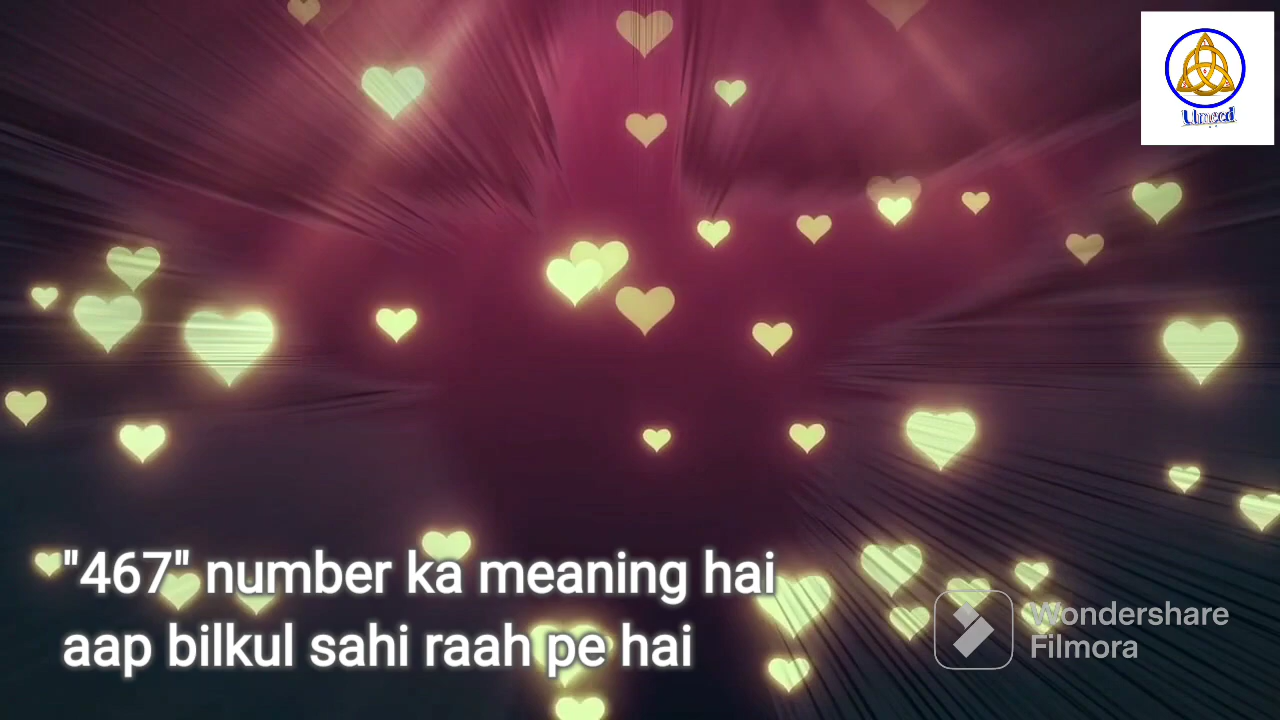 Umeed
"467" number ka meaning hai
aap bilkul sahi raah pe hai
Wondershare
Filmora